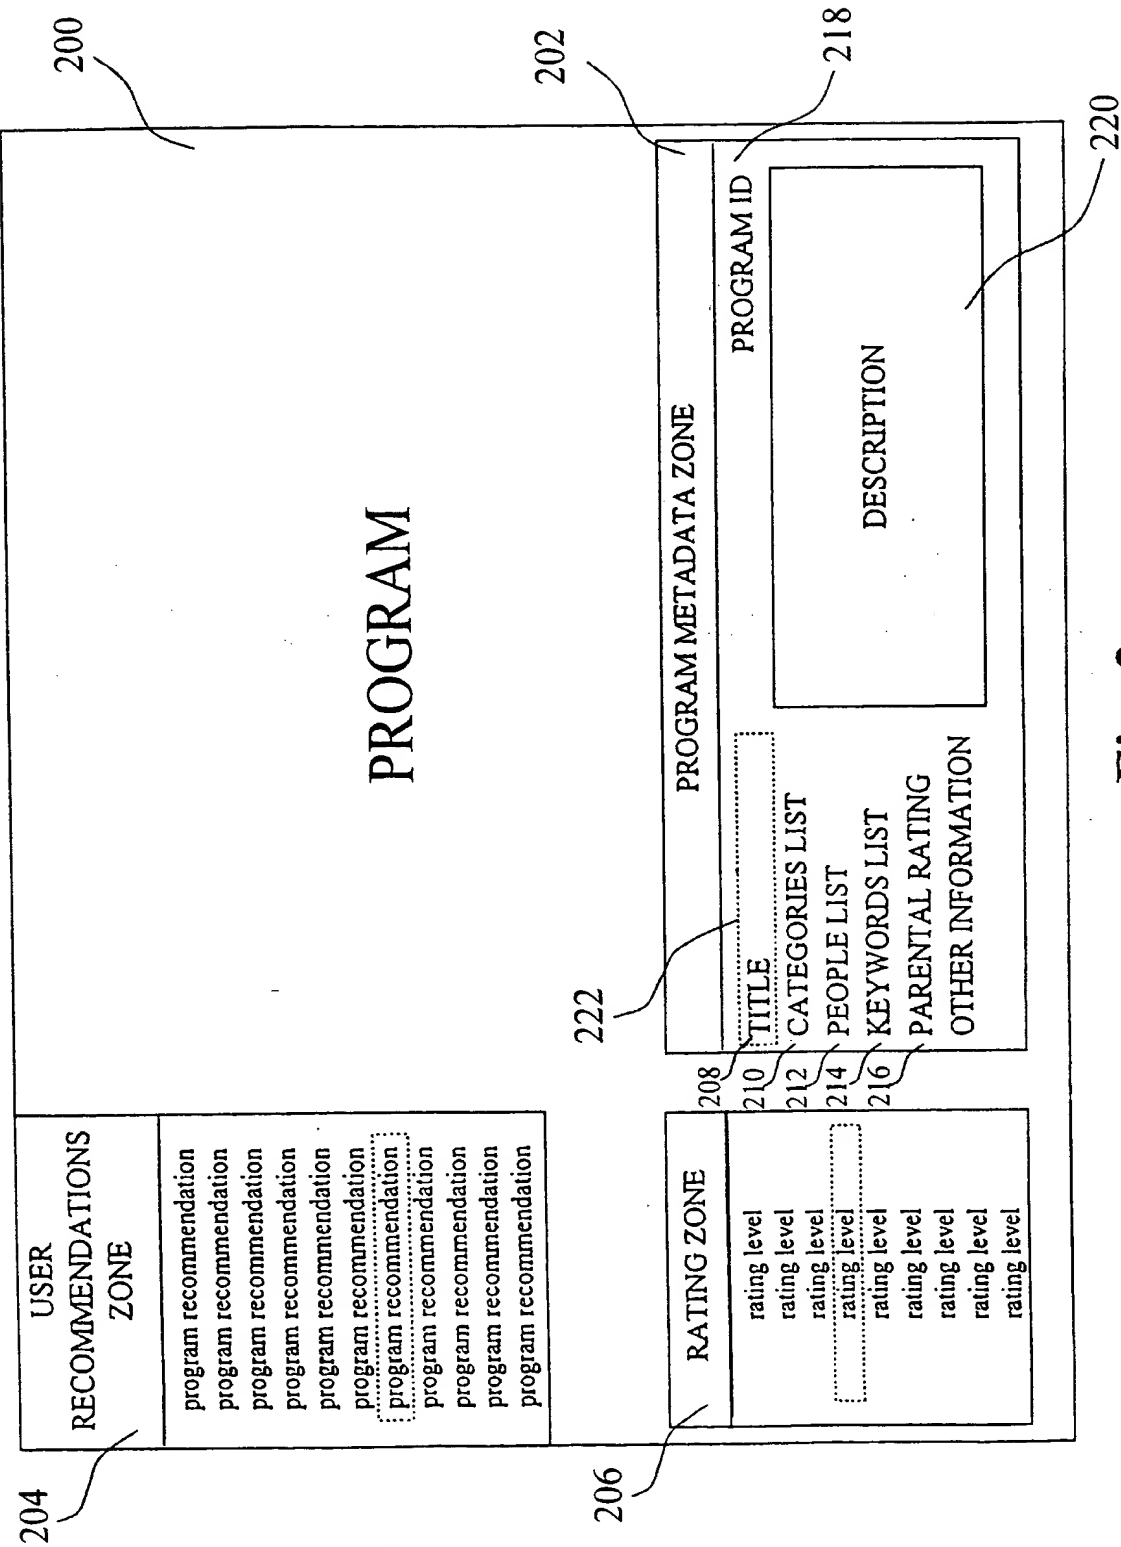 200
204
USER
RECOMMENDATIONS
ZONE
program recommendation
program recommendation
program recommendation
program recommendation
program recommendation
program recommendation
program recommendation
program recommendation
program recommendation
program recommendation
program recommendation
PROGRAM
202
222
206
RATING ZONE
rating level
rating level
rating level
rating level
rating level
rating level
rating level
rating level
rating level
PROGRAM METADATA ZONE
208
TITLE
210
CATEGORIES LIST
212
PEOPLE LIST
214
KEYWORDS LIST
216
PARENTAL RATING
OTHER INFORMATION
PROGRAM ID
218
DESCRIPTION
220